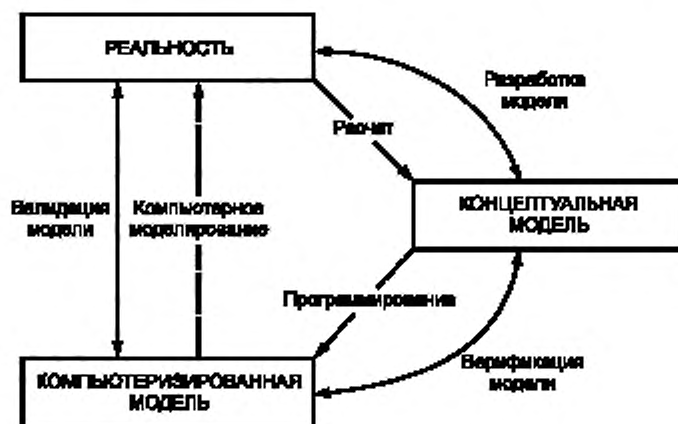 РЕАЛЬНОСТЬ
Разработка
модели
Расчет
Валидация
модели
Компьютерное
моделирование
КОНЦЕПТУАЛЬНАЯ
МОДЕЛЬ
Программирование
Верификация
модели
КОМПЬЮТЕРИЗИРОВАННАЯ
МОДЕЛЬ